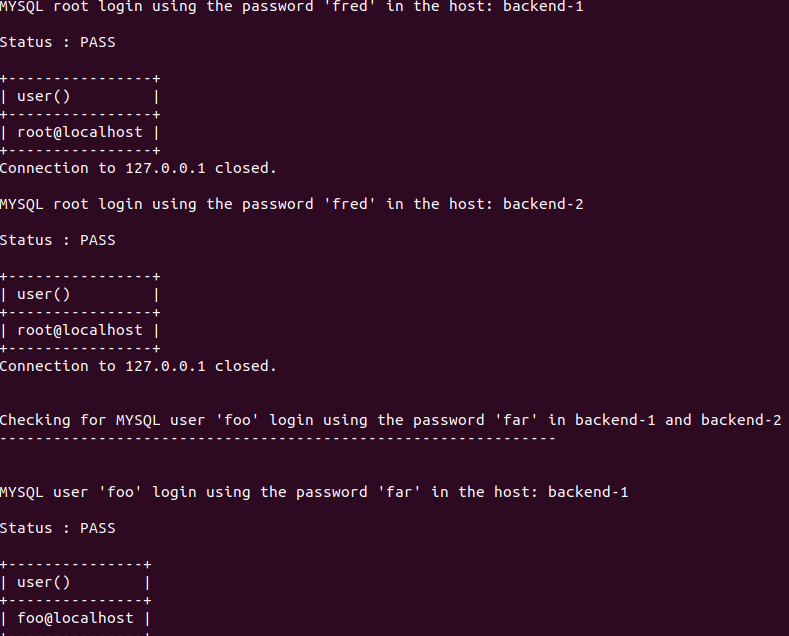 MYSQL root login using the password 'fred' in the host: backend-1
Status : PASS
+----------------+
| user()         |
+----------------+
| root@localhost |
+----------------+
Connection to 127.0.0.1 closed.
MYSQL root login using the password 'fred' in the host: backend-2
Status : PASS
+----------------+
| user()         |
+----------------+
| root@localhost |
+----------------+
Connection to 127.0.0.1 closed.
Checking for MYSQL user 'foo' login using the password 'far' in backend-1 and backend-2
--------------------------------------------------------------
MYSQL user 'foo' login using the password 'far' in the host: backend-1
Status : PASS
+---------------+
| user()        |
+---------------+
| foo@localhost |
+---------------+